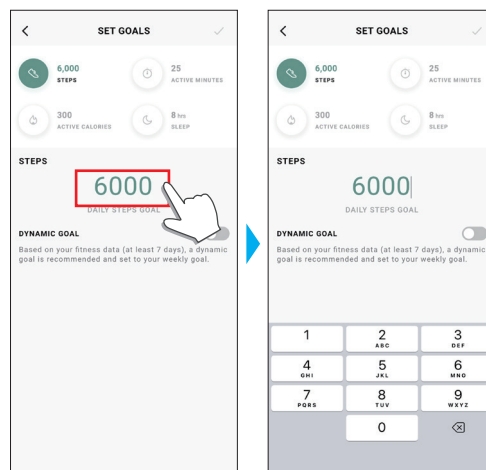 SET GOALS
6,000
STEPS
25
ACTIVE MINUTES
300
ACTIVE CALORIES
8 hrs
SLEEP
STEPS
6000
DAILY STEPS GOAL
DYNAMIC GOAL
Based on your fitness data (at least 7 days), a dynamic
goal is recommended and set to your weekly goal.
SET GOALS
6,000
STEPS
25
ACTIVE MINUTES
300
ACTIVE CALORIES
8 hrs
SLEEP
STEPS
6000
DAILY STEPS GOAL
DYNAMIC GOAL
Based on your fitness data (at least 7 days), a dynamic
goal is recommended and set to your weekly goal.
1 2 3
ABC DEF
4 5 6
GHI JKL MNO
7 8 9
PQRS TUV WXYZ
0